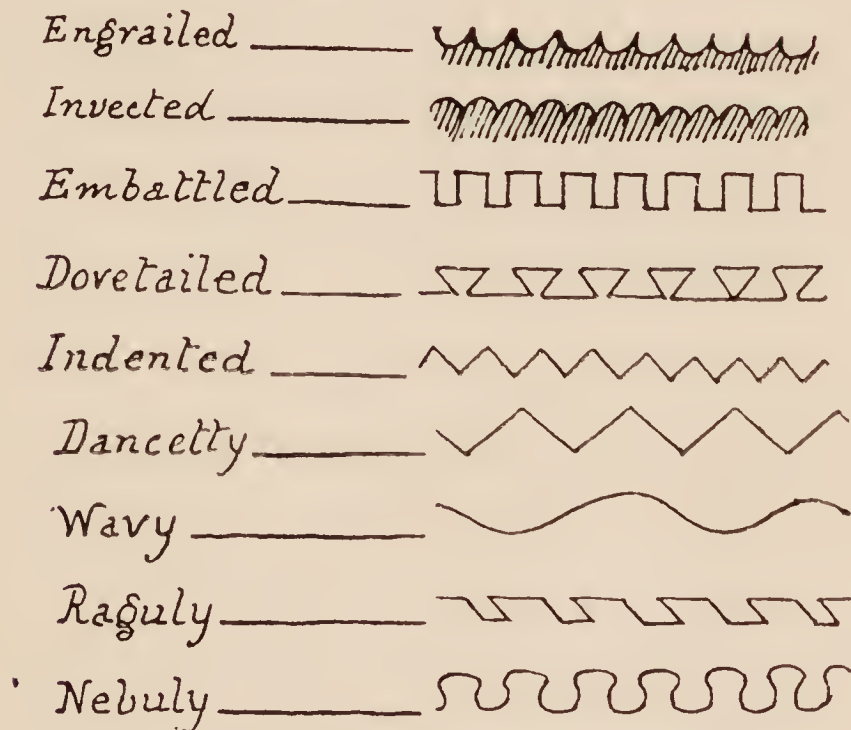 Engrailed
Invected
Embattled
Dovetailed
Indented
Dancetty
Wavy
Raguly
Nebuly